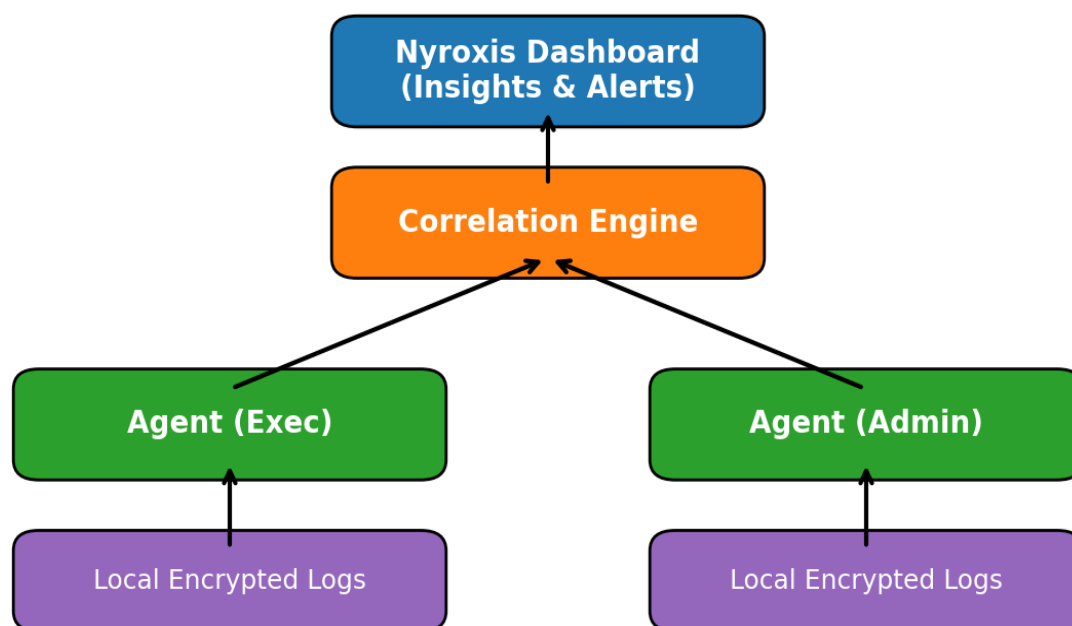 Nyroxis Dashboard
(Insights & Alerts)
Correlation Engine
Agent (Exec)
Agent (Admin)
Local Encrypted Logs
Local Encrypted Logs